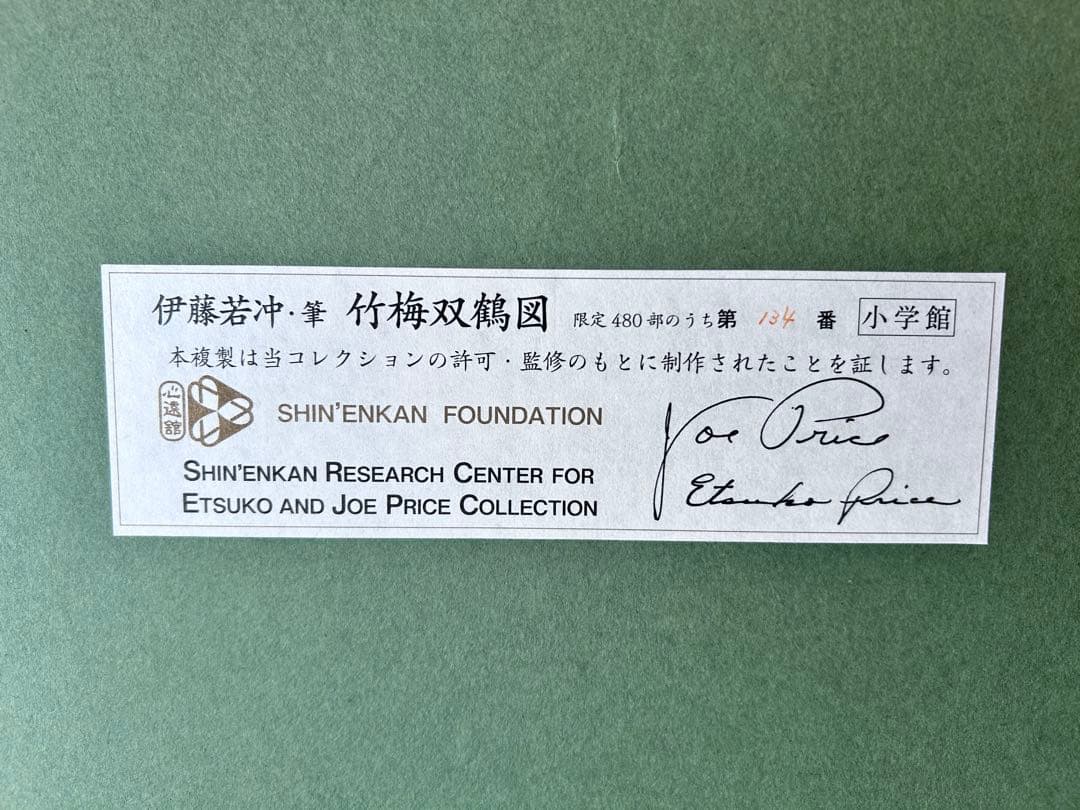 伊藤若冲・筆 竹梅双鶴図 限定480部のうち第 134 番 小学館
本複製は当コレクションの許可・監修のもとに制作されたことを証します。
心遠館
SHIN'ENKAN FOUNDATION
SHIN'ENKAN RESEARCH CENTER FOR
ETSUKO AND JOE PRICE COLLECTION
Joe Price
Etsuko Price